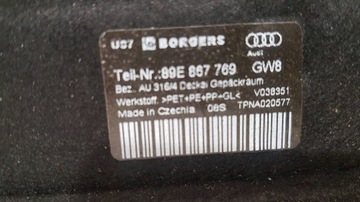 US7 BORGERS
Audi
Teil-Nr.:89E 867 769 GW8
Bez.: AU 316/4 Deckel Gepäckraum
Werkstoff: >PET+PE+PP+GL< V038351
Made in Czechia 08S TPNA020577